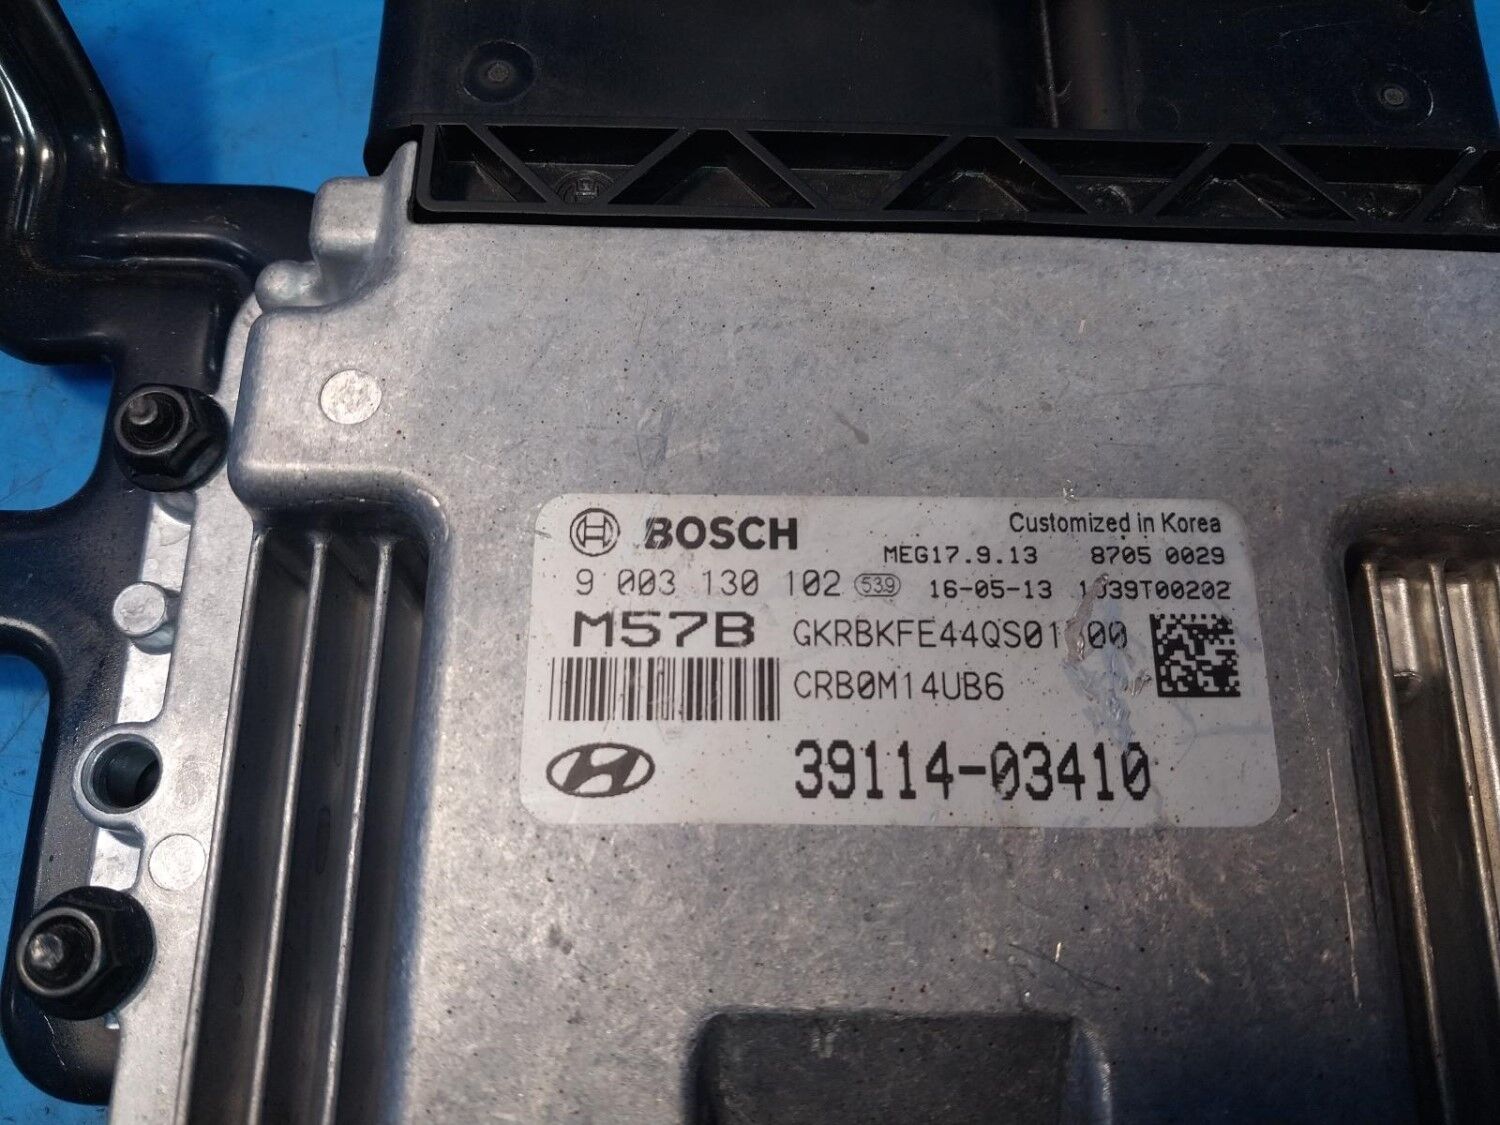 BOSCH Customized in Korea
MEG17.9.13 8705 0029
9 003 130 102 539 16-05-13
M57B
CRB0M14UB6
39114-03410